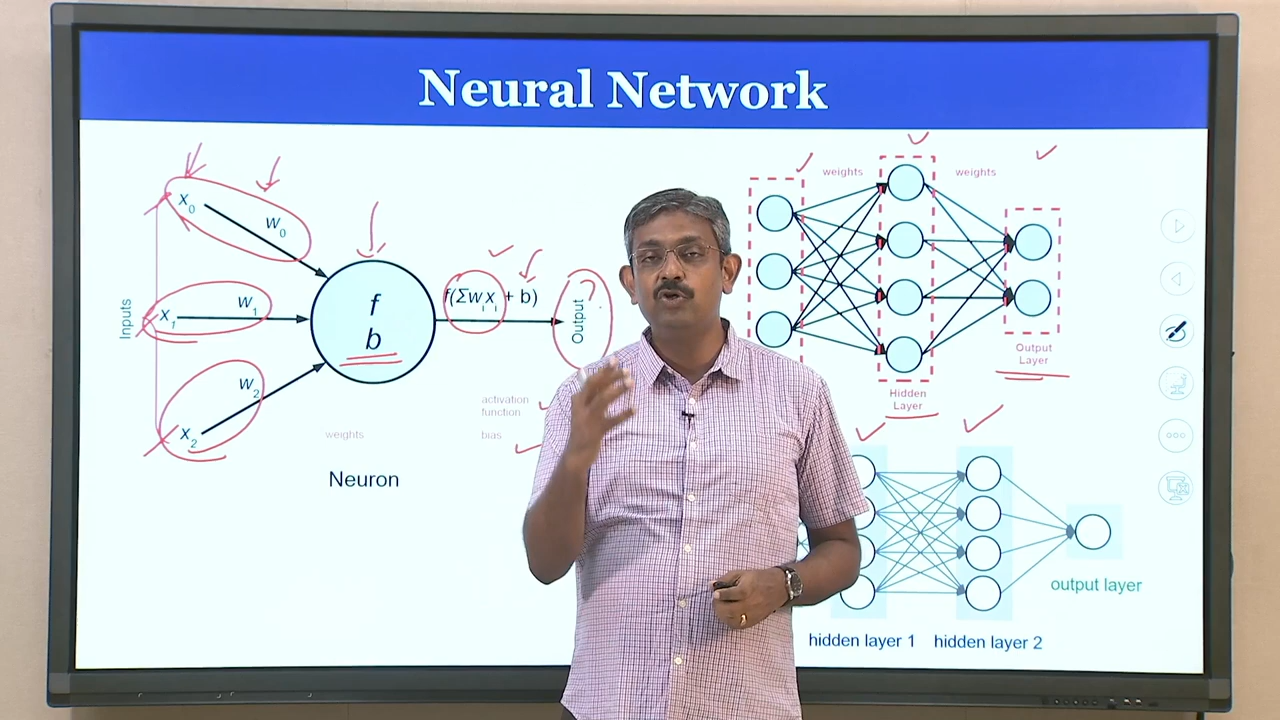 Neural Network
x0
w0
x1
w1
x2
w2
Inputs
f
b
f(Σwixi + b)
Output
activation
function
bias
weights
Neuron
weights
weights
Output
Layer
Hidden
Layer
hidden layer 1
hidden layer 2
output layer